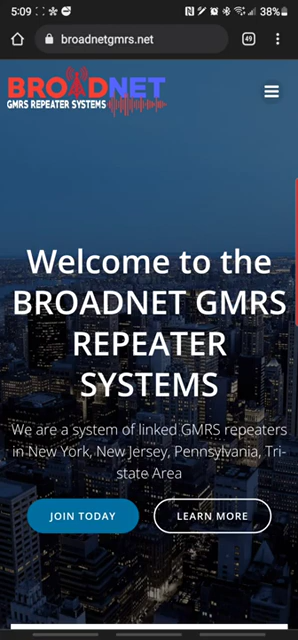 5:09
38%
broadnetgmrs.net
49
BROADNET
GMRS REPEATER SYSTEMS
Welcome to the
BROADNET GMRS
REPEATER
SYSTEMS
We are a system of linked GMRS repeaters
in New York, New Jersey, Pennsylvania, Tri-
state Area
JOIN TODAY
LEARN MORE